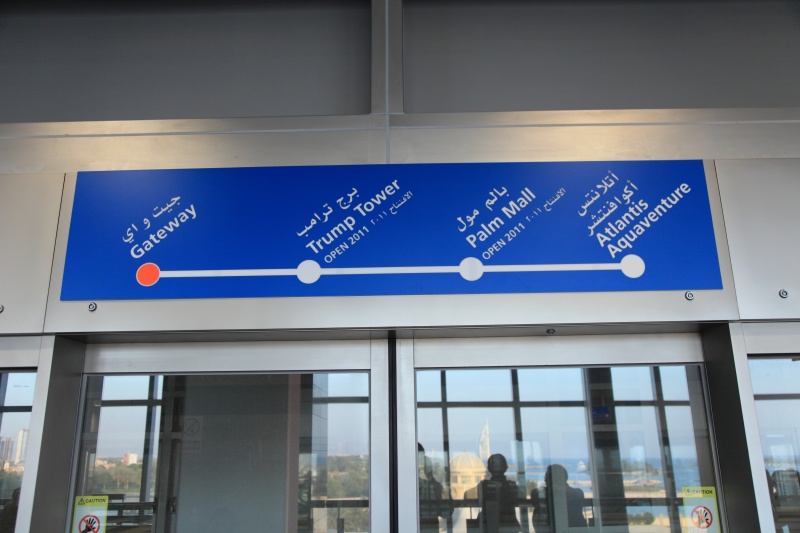 جيت و اي
Gateway
برج ترامب
Trump Tower
OPEN 2011 الافتتاح ٢٠١١
بالم مول
Palm Mall
OPEN 2011 الافتتاح ٢٠١١
أتلانتس
أكوافنتشر
Atlantis
Aquaventure
CAUTION
CAUTION